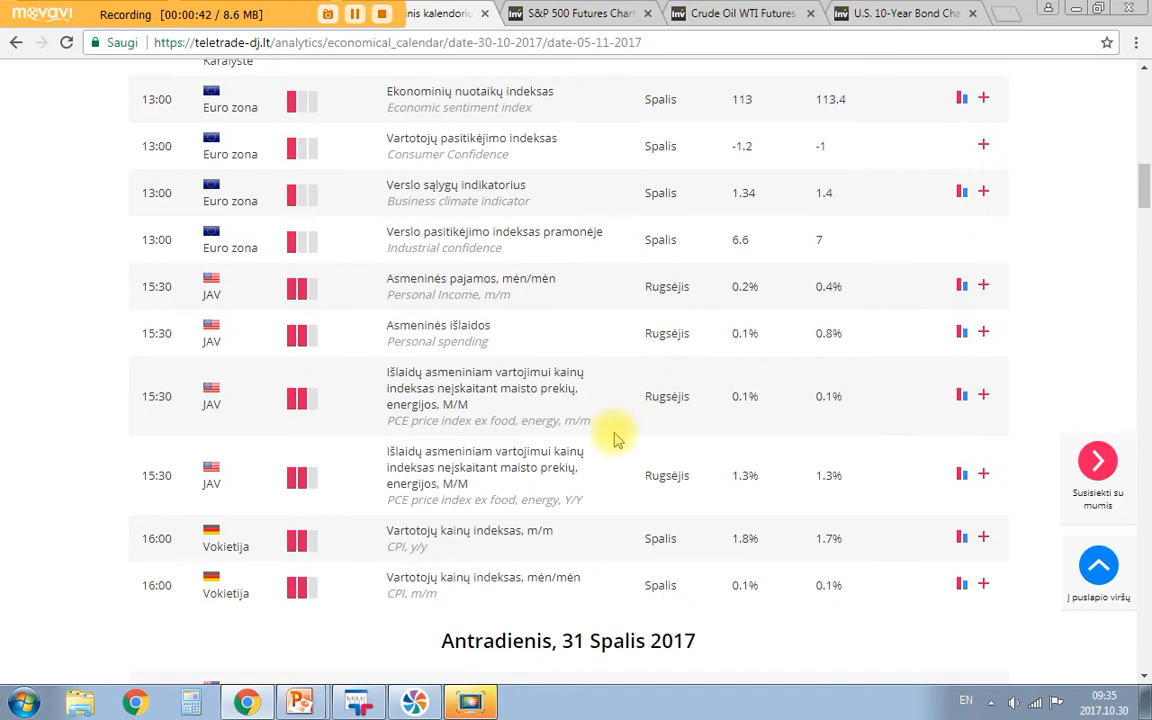 movavi
Recording
[00:00:42 / 8.6 MB]
inis kalendoriu
S&P 500 Futures Chart
Crude Oil WTI Futures
U.S. 10-Year Bond Cha
Saugi
https://teletrade-dj.lt/analytics/economical_calendar/date-30-10-2017/date-05-11-2017
Karalystė
13:00 Euro zona Ekonominių nuotaikų indeksas Spalis 113 113.4
Economic sentiment index
13:00 Euro zona Vartotojų pasitikėjimo indeksas Spalis -1.2 -1
Consumer Confidence
13:00 Euro zona Verslo sąlygų indikatorius Spalis 1.34 1.4
Business climate indicator
13:00 Euro zona Verslo pasitikėjimo indeksas pramonėje Spalis 6.6 7
Industrial confidence
15:30 JAV Asmeninės pajamos, mėn/mėn Rugsėjis 0.2% 0.4%
Personal Income, m/m
15:30 JAV Asmeninės išlaidos Rugsėjis 0.1% 0.8%
Personal spending
15:30 JAV Išlaidų asmeniniam vartojimui kainų
indeksas neįskaitant maisto prekių,
energijos, M/M Rugsėjis 0.1% 0.1%
PCE price index ex food, energy, m/m
15:30 JAV Išlaidų asmeniniam vartojimui kainų
indeksas neįskaitant maisto prekių,
energijos, M/M Rugsėjis 1.3% 1.3%
PCE price index ex food, energy, Y/Y
16:00 Vokietija Vartotojų kainų indeksas, m/m Spalis 1.8% 1.7%
CPI, y/y
16:00 Vokietija Vartotojų kainų indeksas, mėn/mėn Spalis 0.1% 0.1%
CPI, m/m
Antradienis, 31 Spalis 2017
Susisiekti su
mumis
Į puslapio viršų
EN
09:35
2017.10.30